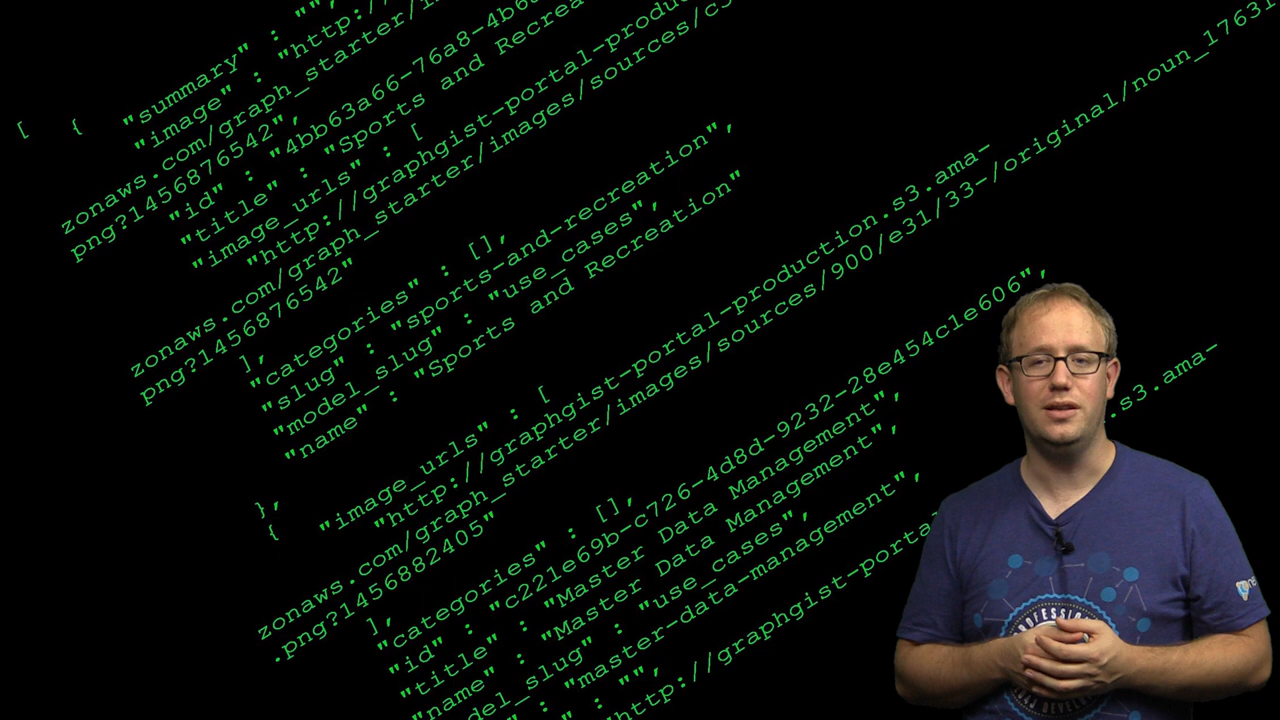 [ { "summary" : "",
"image" : "http:/
zonaws.com/graph_starter/i
png?1456876542",
"id" : "4bb63a66-76a8-4b6
"title" : "Sports and Recrea
"image_urls" : [
"http://graphgist-portal-produc
zonaws.com/graph_starter/images/sources/c
png?1456876542"
],
"categories" : [],
"slug" : "sports-and-recreation",
"model_slug" : "use_cases",
"name" : "Sports and Recreation"
},
{ "image_urls" : [
"http://graphgist-portal-production.s3.ama-
zonaws.com/graph_starter/images/sources/900/e31/33-/original/noun_17631
.png?1456882405"
],
"categories" : [],
"id" : "c221e69b-c726-4d8d-9232-28e454c1e606",
"title" : "Master Data Management",
"name" : "Master Data Management",
del_slug" : "use_cases",
" : "master-data-management",
" : "",
http://graphgist-portal
.s3.ama-
PROFESSION